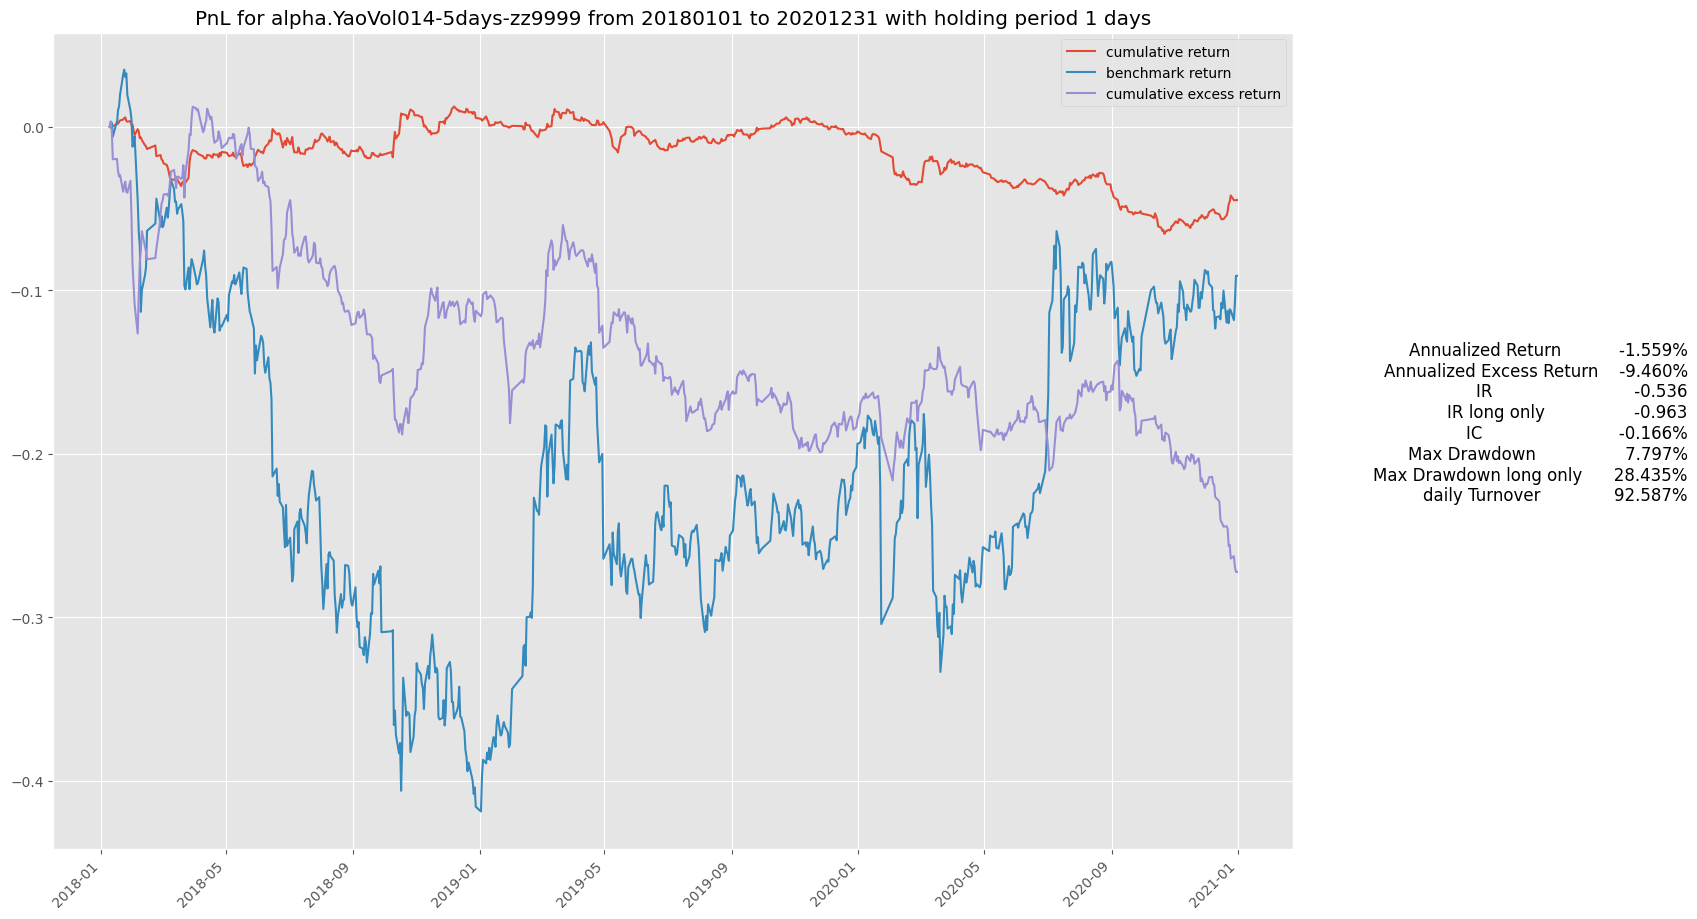 PnL for alpha.YaoVol014-5days-zz9999 from 20180101 to 20201231 with holding period 1 days
cumulative return
benchmark return
cumulative excess return
0.0
−0.1
−0.2
−0.3
−0.4
Annualized Return -1.559%
Annualized Excess Return -9.460%
IR -0.536
IR long only -0.963
IC -0.166%
Max Drawdown 7.797%
Max Drawdown long only 28.435%
daily Turnover 92.587%
2018-01
2018-05
2018-09
2019-01
2019-05
2019-09
2020-01
2020-05
2020-09
2021-01